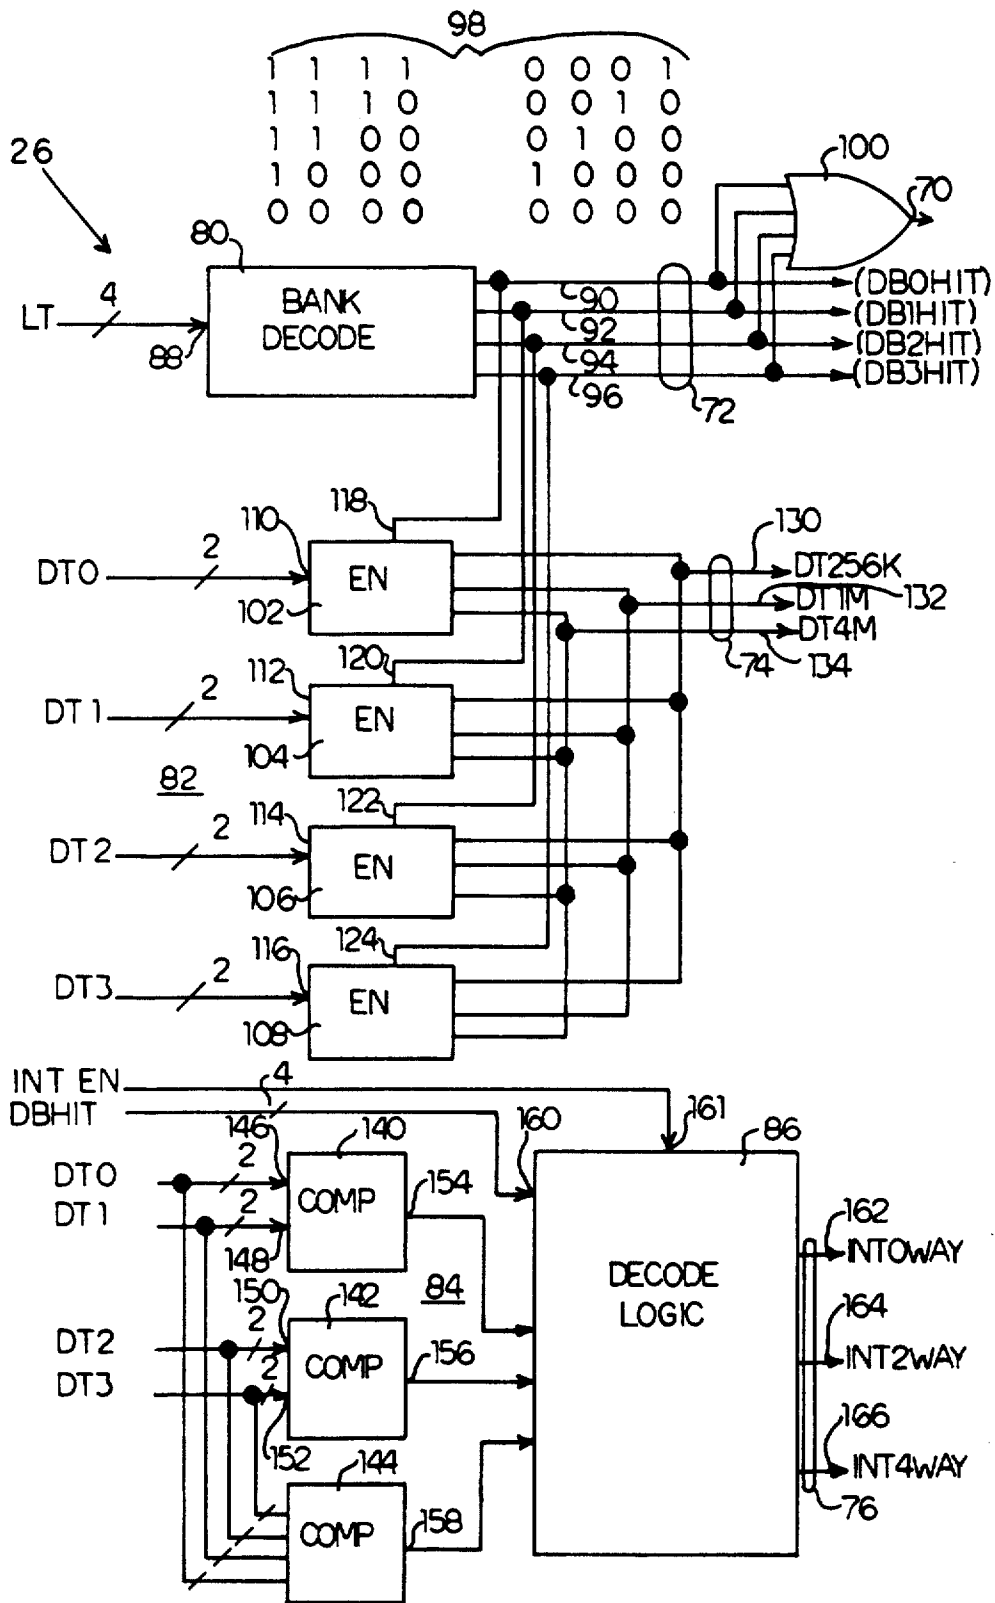 98
1 1 1 1 0 0 0 1
1 1 1 0 0 0 1 0
1 1 0 0 0 1 0 0
1 0 0 0 1 0 0 0
0 0 0 0 0 0 0 0
26
100
70
80
LT 4 88
BANK
DECODE
90 (DB0HIT)
92 (DB1HIT)
94 (DB2HIT)
96 (DB3HIT)
72
118
110
DT0 2 EN
102
130 DT256K
DT1M 132
DT4M
74 134
120
112
DT1 2 EN
104
82
122
114
DT2 2 EN
106
124
116
DT3 2 EN
108
INT EN
4
DBHIT
161
160
86
146 140
DT0 2
COMP
154
DT1 2
148
84
150 142
DT2 2
COMP
156
DT3 2
152
144
COMP
158
DECODE
LOGIC
162
INT0WAY
164
INT2WAY
166
INT4WAY
76